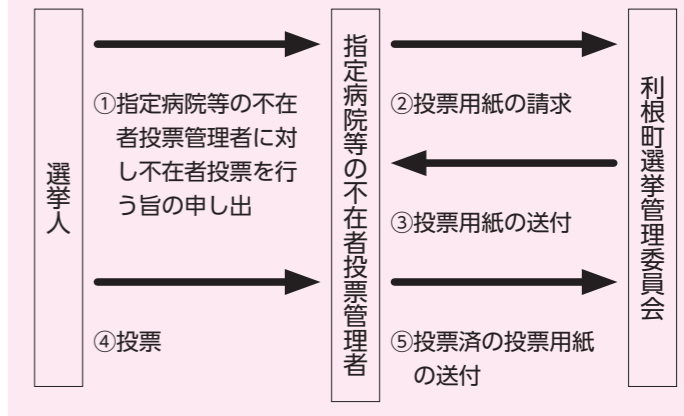 選挙人
①指定病院等の不在
者投票管理者に対
し不在者投票を行
う旨の申し出
④投票
指定病院等の不在者投票管理者
②投票用紙の請求
③投票用紙の送付
⑤投票済の投票用紙
の送付
利根町選挙管理委員会